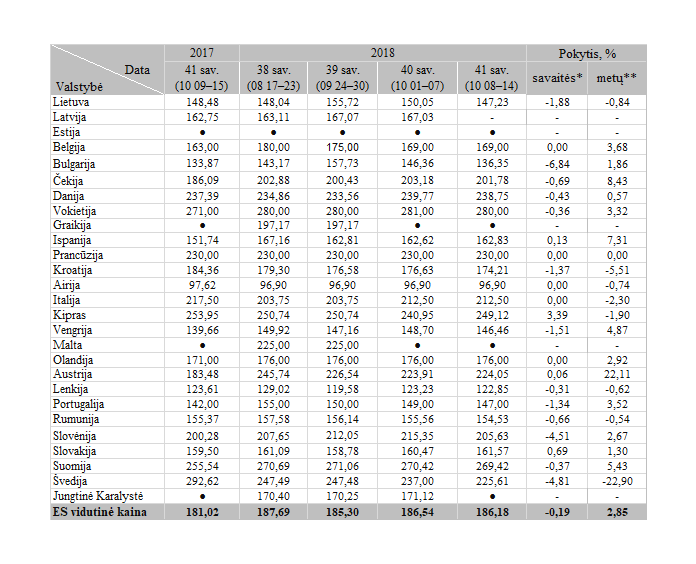 2017 2018 Pokytis, %
Data 41 sav. 38 sav. 39 sav. 40 sav. 41 sav. savaitės* metų**
Valstybė (10 09–15) (08 17–23) (09 24–30) (10 01–07) (10 08–14)
Lietuva 148,48 148,04 155,72 150,05 147,23 -1,88 -0,84
Latvija 162,75 163,11 167,07 167,03 - - -
Estija ● ● ● ● ● - -
Belgija 163,00 180,00 175,00 169,00 169,00 0,00 3,68
Bulgarija 133,87 143,17 157,73 146,36 136,35 -6,84 1,86
Čekija 186,09 202,88 200,43 203,18 201,78 -0,69 8,43
Danija 237,39 234,86 233,56 239,77 238,75 -0,43 0,57
Vokietija 271,00 280,00 280,00 281,00 280,00 -0,36 3,32
Graikija ● 197,17 197,17 ● ● - -
Ispanija 151,74 167,16 162,81 162,62 162,83 0,13 7,31
Prancūzija 230,00 230,00 230,00 230,00 230,00 0,00 0,00
Kroatija 184,36 179,30 176,58 176,63 174,21 -1,37 -5,51
Airija 97,62 96,90 96,90 96,90 96,90 0,00 -0,74
Italija 217,50 203,75 203,75 212,50 212,50 0,00 -2,30
Kipras 253,95 250,74 250,74 240,95 249,12 3,39 -1,90
Vengrija 139,66 149,92 147,16 148,70 146,46 -1,51 4,87
Malta ● 225,00 225,00 ● ● - -
Olandija 171,00 176,00 176,00 176,00 176,00 0,00 2,92
Austrija 183,48 245,74 226,54 223,91 224,05 0,06 22,11
Lenkija 123,61 129,02 119,58 123,23 122,85 -0,31 -0,62
Portugalija 142,00 155,00 150,00 149,00 147,00 -1,34 3,52
Rumunija 155,37 157,58 156,14 155,56 154,53 -0,66 -0,54
Slovėnija 200,28 207,65 212,05 215,35 205,63 -4,51 2,67
Slovakija 159,50 161,09 158,78 160,47 161,57 0,69 1,30
Suomija 255,54 270,69 271,06 270,42 269,42 -0,37 5,43
Švedija 292,62 247,49 247,48 237,00 225,61 -4,81 -22,90
Jungtinė Karalystė ● 170,40 170,25 171,12 ● - -
ES vidutinė kaina 181,02 187,69 185,30 186,54 186,18 -0,19 2,85